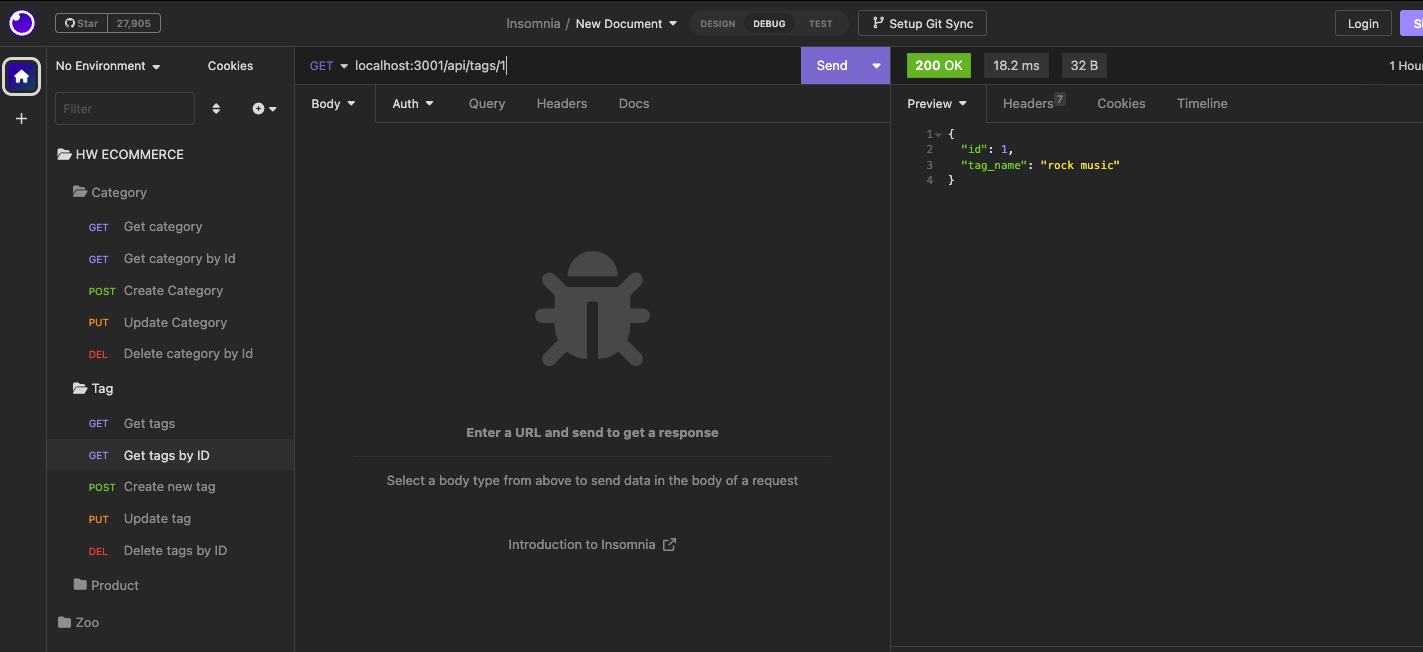 Star 27,905
Insomnia / New Document
DESIGN DEBUG TEST
Setup Git Sync
Login
No Environment
Cookies
Filter
HW ECOMMERCE
Category
GET Get category
GET Get category by Id
POST Create Category
PUT Update Category
DEL Delete category by Id
Tag
GET Get tags
GET Get tags by ID
POST Create new tag
PUT Update tag
DEL Delete tags by ID
Product
Zoo
GET localhost:3001/api/tags/1
Send
Body Auth Query Headers Docs
Enter a URL and send to get a response
Select a body type from above to send data in the body of a request
Introduction to Insomnia
200 OK 18.2 ms 32 B
1
Preview Headers 7 Cookies Timeline
1 {
2 "id": 1,
3 "tag_name": "rock music"
4 }